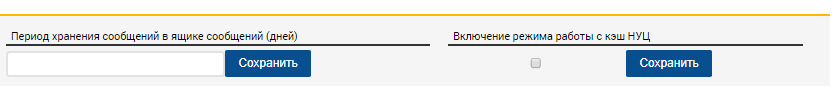 Период хранения сообщений в ящике сообщений (дней)
Включение режима работы с кэш НУЦ
Сохранить
Сохранить